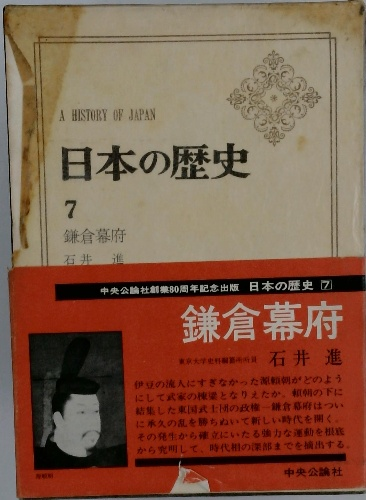 A HISTORY OF JAPAN
日本の歴史
7
鎌倉幕府
石井 進
中央公論社創業80周年記念出版 日本の歴史 7
鎌倉幕府
東京大学史料編纂所所員 石井 進
伊豆の流人にすぎなかった源頼朝がどのよう
にして武家の棟梁となりえたか。頼朝の下に
結集した東国武士団の政権―鎌倉幕府はつい
に承久の乱を勝ちぬいて新しい時代を開く。
その発生から確立にいたる強力な運動を根底
から究明して、時代相の深部までを摘出する。
中央公論社